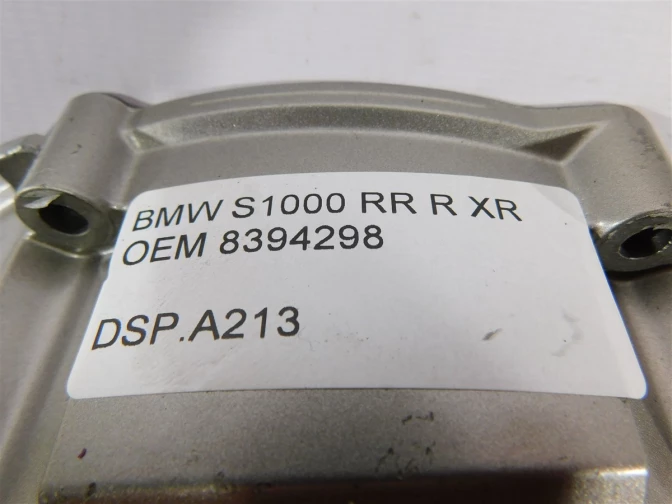 BMW S1000 RR R XR
OEM 8394298
DSP.A213